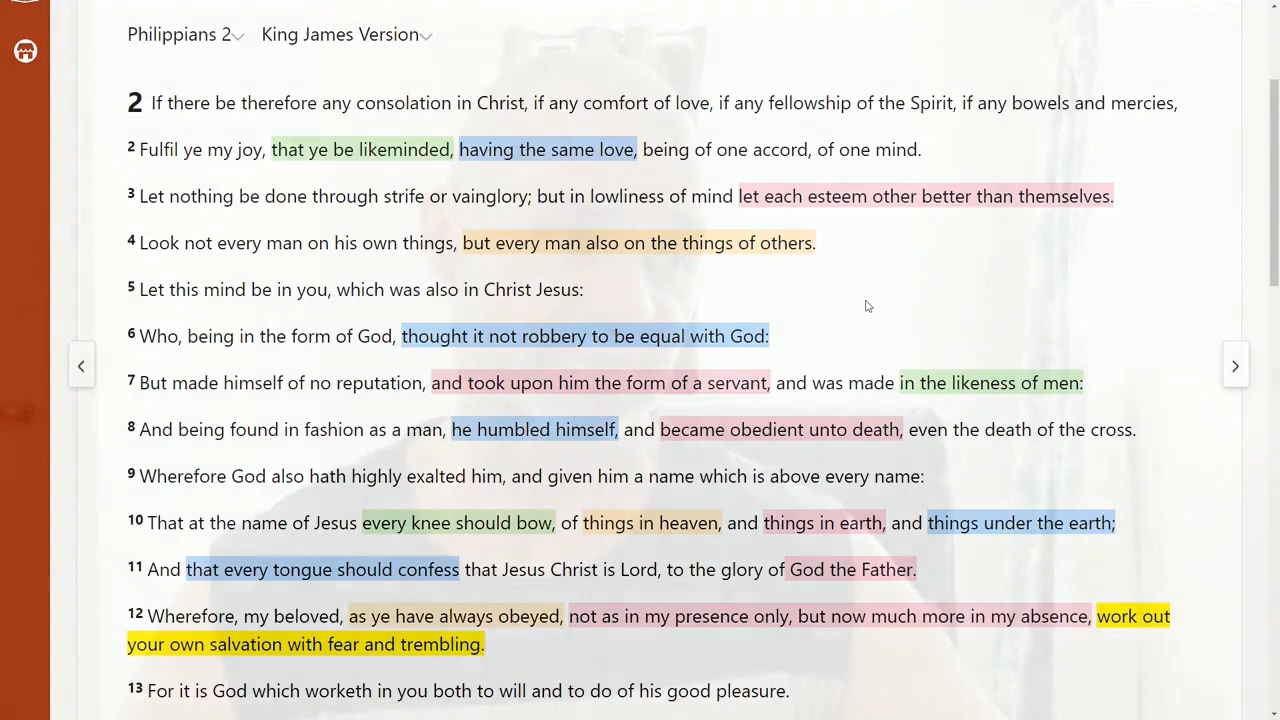 Philippians 2 King James Version
2 If there be therefore any consolation in Christ, if any comfort of love, if any fellowship of the Spirit, if any bowels and mercies,
2 Fulfil ye my joy, that ye be likeminded, having the same love, being of one accord, of one mind.
3 Let nothing be done through strife or vainglory; but in lowliness of mind let each esteem other better than themselves.
4 Look not every man on his own things, but every man also on the things of others.
5 Let this mind be in you, which was also in Christ Jesus:
6 Who, being in the form of God, thought it not robbery to be equal with God:
7 But made himself of no reputation, and took upon him the form of a servant, and was made in the likeness of men:
8 And being found in fashion as a man, he humbled himself, and became obedient unto death, even the death of the cross.
9 Wherefore God also hath highly exalted him, and given him a name which is above every name:
10 That at the name of Jesus every knee should bow, of things in heaven, and things in earth, and things under the earth;
11 And that every tongue should confess that Jesus Christ is Lord, to the glory of God the Father.
12 Wherefore, my beloved, as ye have always obeyed, not as in my presence only, but now much more in my absence, work out
your own salvation with fear and trembling.
13 For it is God which worketh in you both to will and to do of his good pleasure.